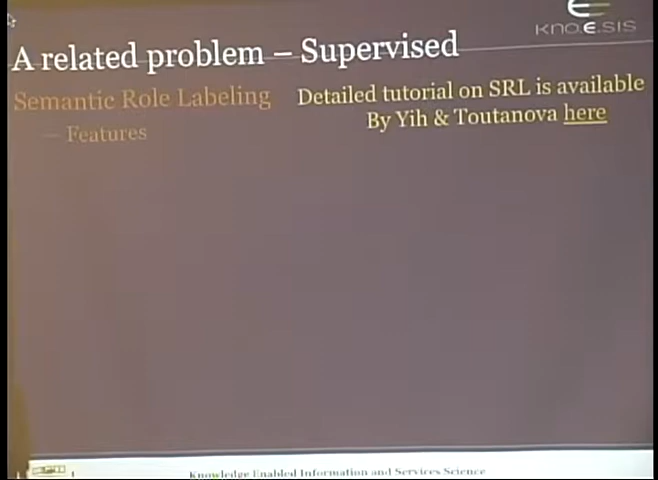 KNO.E.SIS
A related problem – Supervised
Semantic Role Labeling
Detailed tutorial on SRL is available
By Yih & Toutanova here
— Features
Knowledge Enabled Information and Services Science